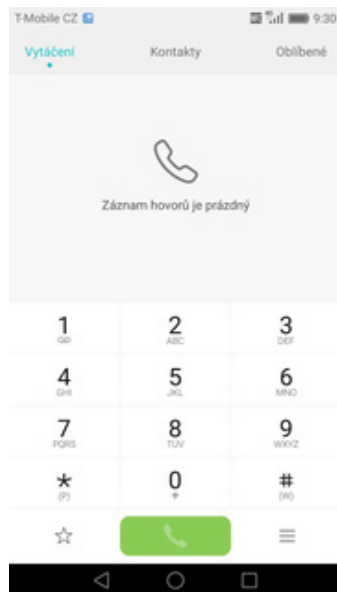 T-Mobile CZ 9:30
Vytáčení Kontakty Oblíbené
Záznam hovorů je prázdný
1 2 3
ABC DEF
4 5 6
GHI JKL MNO
7 8 9
PQRS TUV WXYZ
* 0 #
(P) + (W)